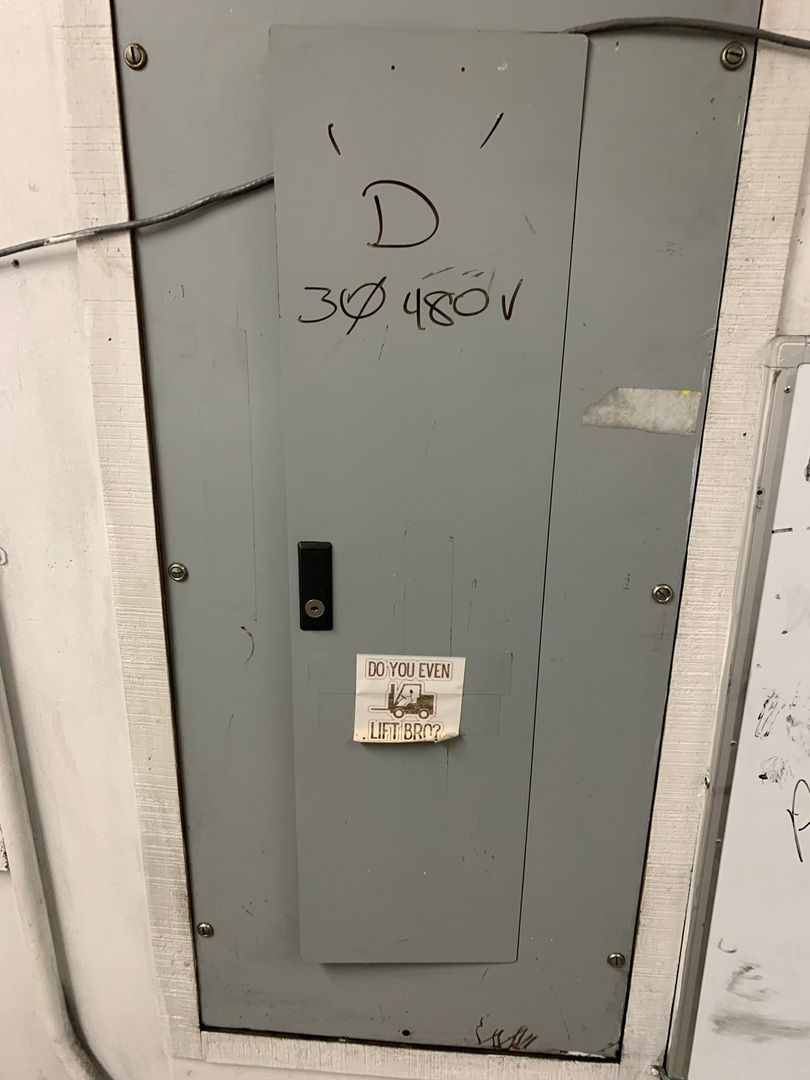 D
3Ø 480V
DO YOU EVEN
LIFT BRO?